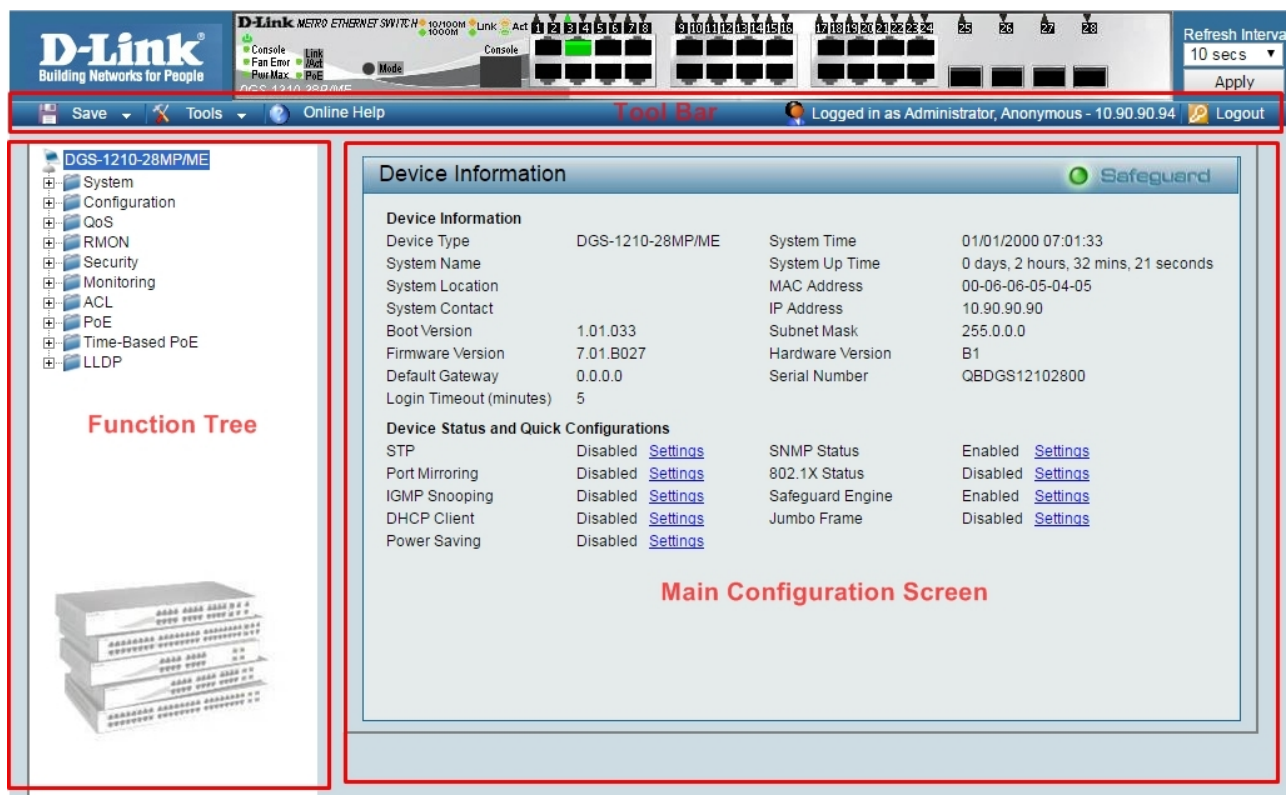 D-Link®
Building Networks for People
D-Link METRO ETHERNET SWITCH 10/100M 1000M Link Act
Console
Link /Act
Fan Error
Pwr Max
PoE
DGS-1210-28P/ME
Mode
Console
1 2 3 4 5 6 7 8
9 10 11 12 13 14 15 16
17 18 19 20 21 22 23 24
25 26 27 28
Refresh Interva
10 secs
Apply
Save Tools Online Help
Tool Bar
Logged in as Administrator, Anonymous - 10.90.90.94
Logout
DGS-1210-28MP/ME
System
Configuration
QoS
RMON
Security
Monitoring
ACL
PoE
Time-Based PoE
LLDP
Function Tree
Device Information
Safeguard
Device Information
Device Type DGS-1210-28MP/ME System Time 01/01/2000 07:01:33
System Name System Up Time 0 days, 2 hours, 32 mins, 21 seconds
System Location MAC Address 00-06-06-05-04-05
System Contact IP Address 10.90.90.90
Boot Version 1.01.033 Subnet Mask 255.0.0.0
Firmware Version 7.01.B027 Hardware Version B1
Default Gateway 0.0.0.0 Serial Number QBDGS12102800
Login Timeout (minutes) 5
Device Status and Quick Configurations
STP Disabled Settings SNMP Status Enabled Settings
Port Mirroring Disabled Settings 802.1X Status Disabled Settings
IGMP Snooping Disabled Settings Safeguard Engine Enabled Settings
DHCP Client Disabled Settings Jumbo Frame Disabled Settings
Power Saving Disabled Settings
Main Configuration Screen